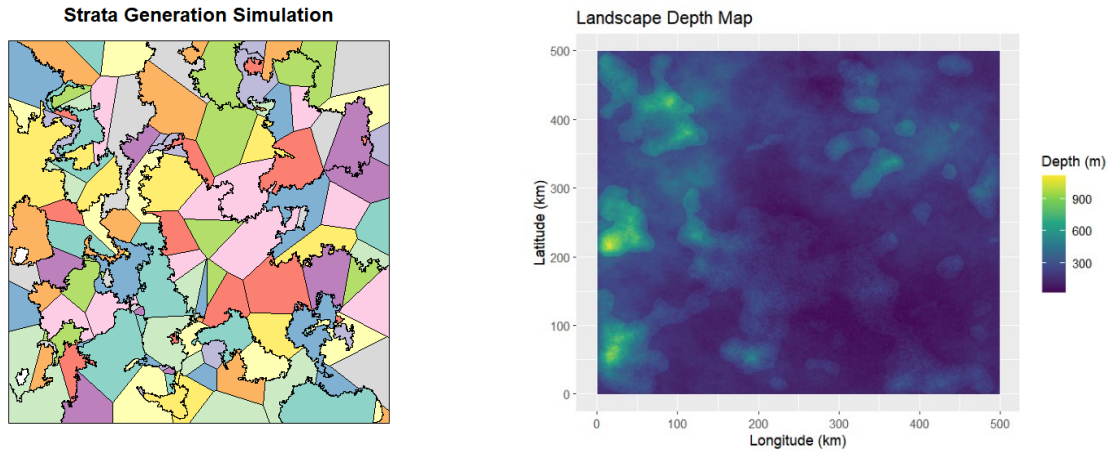 Strata Generation Simulation
Landscape Depth Map
500
400
300
200
100
0
Latitude (km)
0 100 200 300 400 500
Longitude (km)
Depth (m)
900
600
300